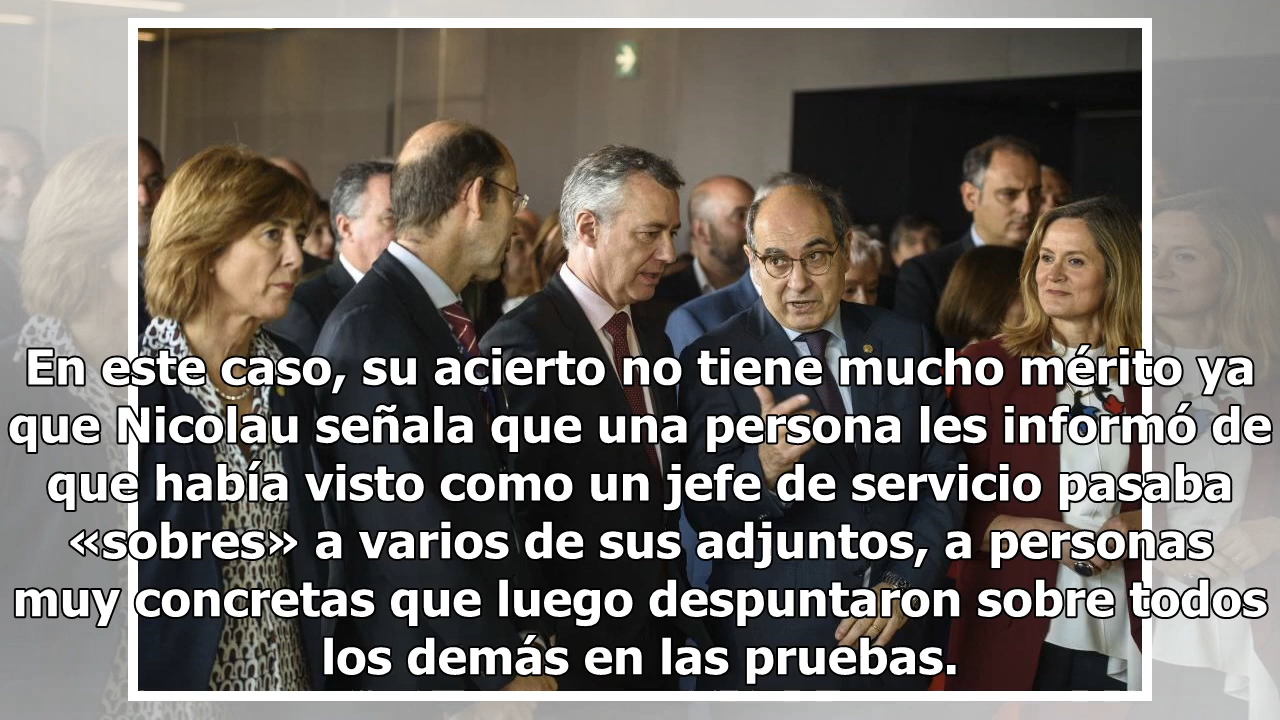 En este caso, su acierto no tiene mucho mérito ya
que Nicolau señala que una persona les informó de
que había visto como un jefe de servicio pasaba
«sobres» a varios de sus adjuntos, a personas
muy concretas que luego despuntaron sobre todos
los demás en las pruebas.